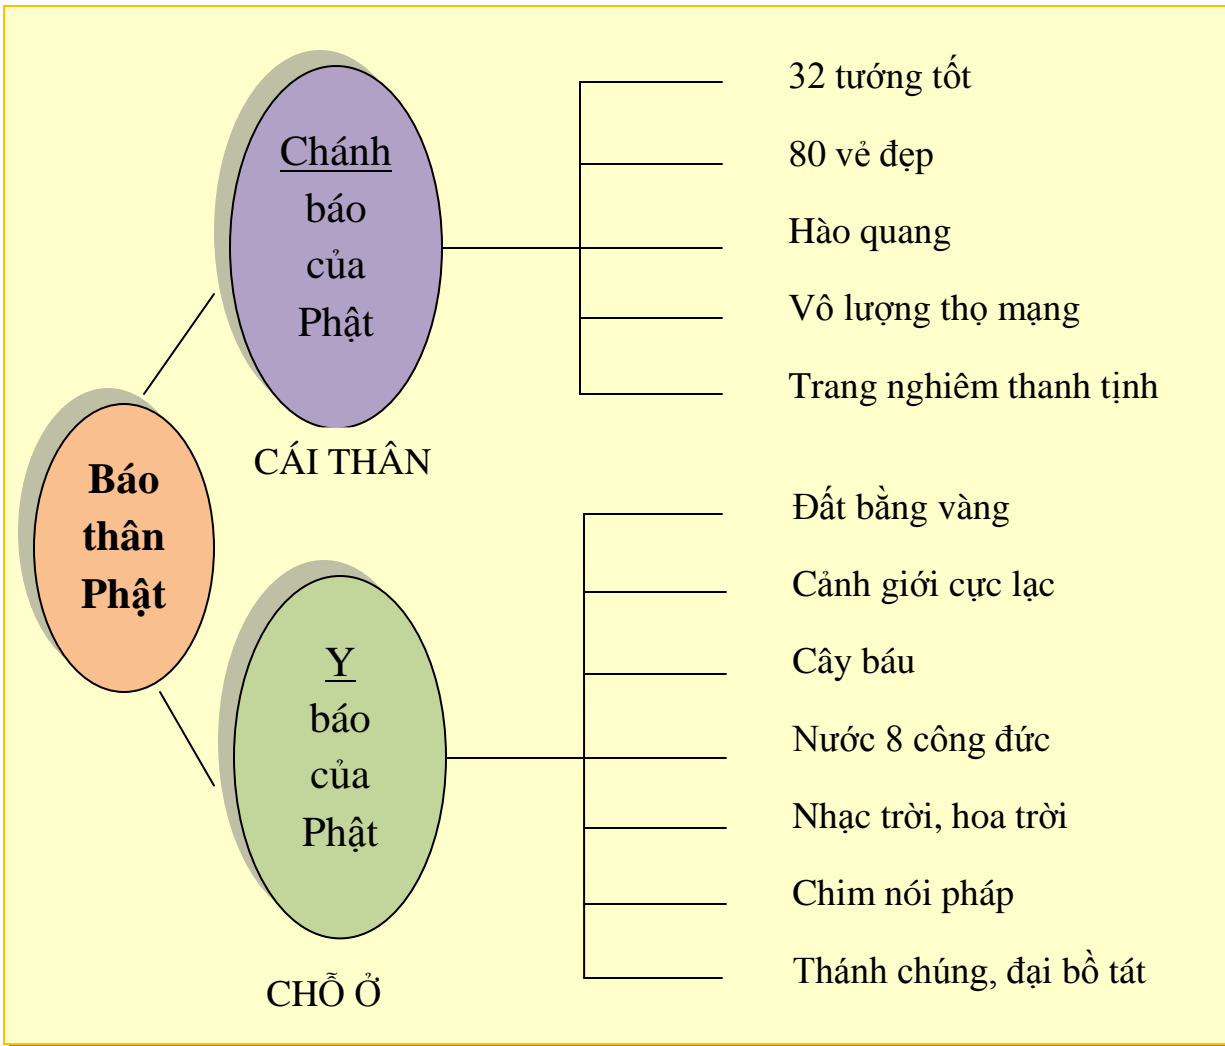 Báo
thân
Phật
Chánh
báo
của
Phật
CÁI THÂN
32 tướng tốt
80 vẻ đẹp
Hào quang
Vô lượng thọ mạng
Trang nghiêm thanh tịnh
Y
báo
của
Phật
CHỖ Ở
Đất bằng vàng
Cảnh giới cực lạc
Cây báu
Nước 8 công đức
Nhạc trời, hoa trời
Chim nói pháp
Thánh chúng, đại bồ tát